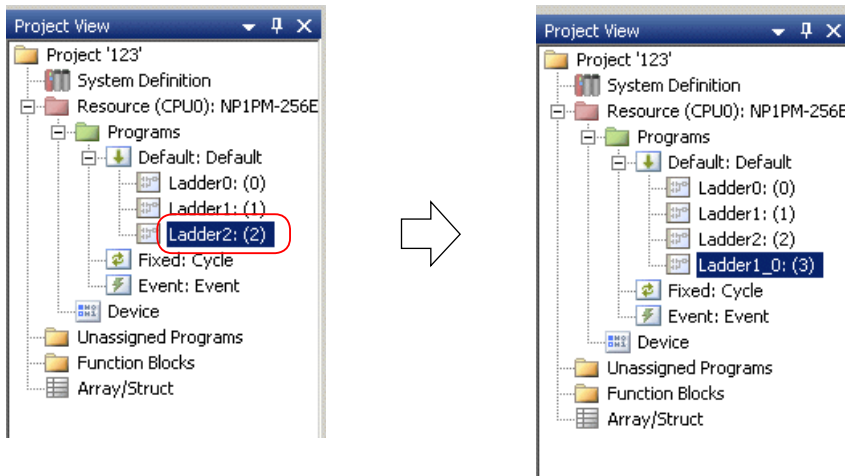 Project View
Project '123'
System Definition
Resource (CPU0): NP1PM-256E
Programs
Default: Default
Ladder0: (0)
Ladder1: (1)
Ladder2: (2)
Fixed: Cycle
Event: Event
Device
Unassigned Programs
Function Blocks
Array/Struct
Project View
Project '123'
System Definition
Resource (CPU0): NP1PM-256E
Programs
Default: Default
Ladder0: (0)
Ladder1: (1)
Ladder2: (2)
Ladder1_0: (3)
Fixed: Cycle
Event: Event
Device
Unassigned Programs
Function Blocks
Array/Struct